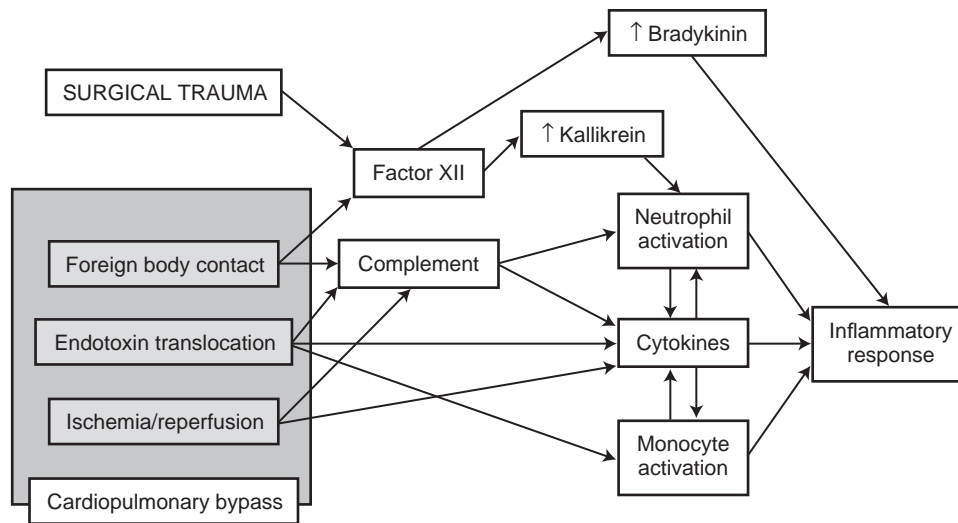 ↑ Bradykinin
SURGICAL TRAUMA
↑ Kallikrein
Factor XII
Neutrophil
activation
Foreign body contact
Complement
Endotoxin translocation
Cytokines
Inflammatory
response
Ischemia/reperfusion
Monocyte
activation
Cardiopulmonary bypass